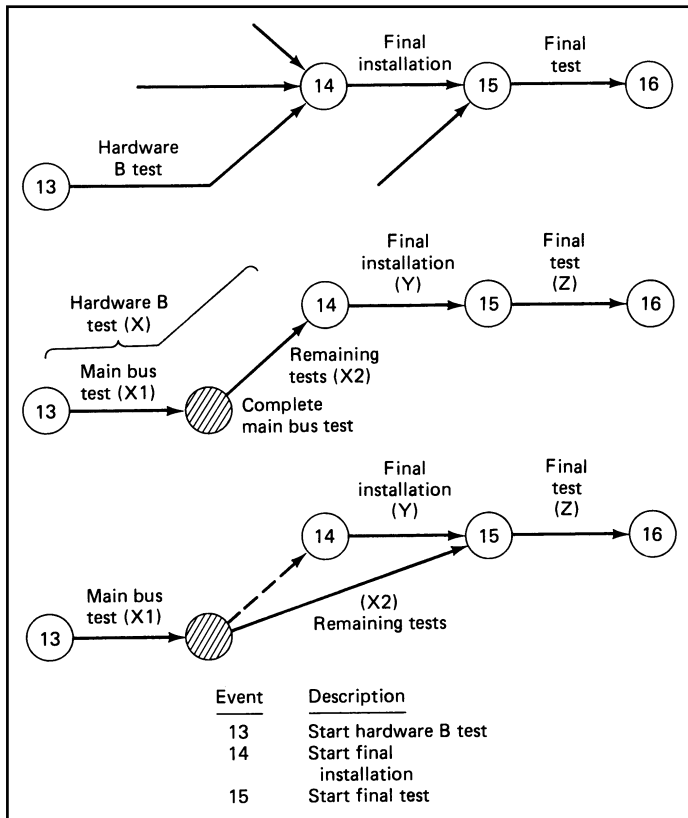 Final
installation
Final
test
14
15
16
Hardware
B test
13
Final
installation
(Y)
Final
test
(Z)
14
15
16
Hardware B
test (X)
Main bus
test (X1)
Remaining
tests (X2)
13
Complete
main bus test
Final
installation
(Y)
Final
test
(Z)
14
15
16
Main bus
test (X1)
(X2)
Remaining tests
13
Event Description
13 Start hardware B test
14 Start final
installation
15 Start final test